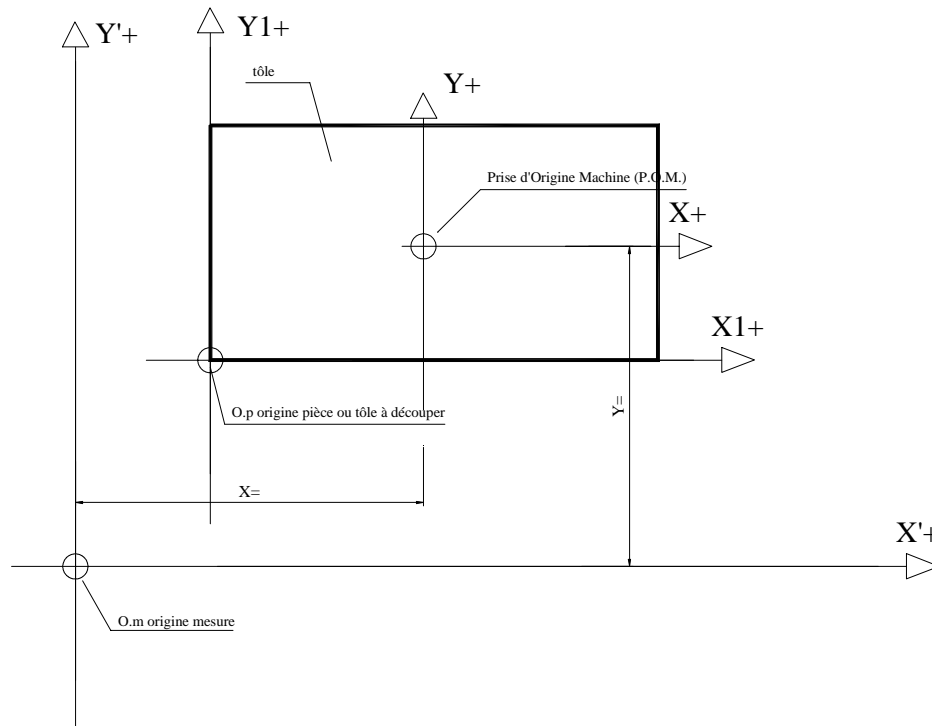 Y'+
Y1+
tôle
Y+
Prise d'Origine Machine (P.O.M.)
X+
X1+
O.p origine pièce ou tôle à découper
Y=
X=
X'+
O.m origine mesure